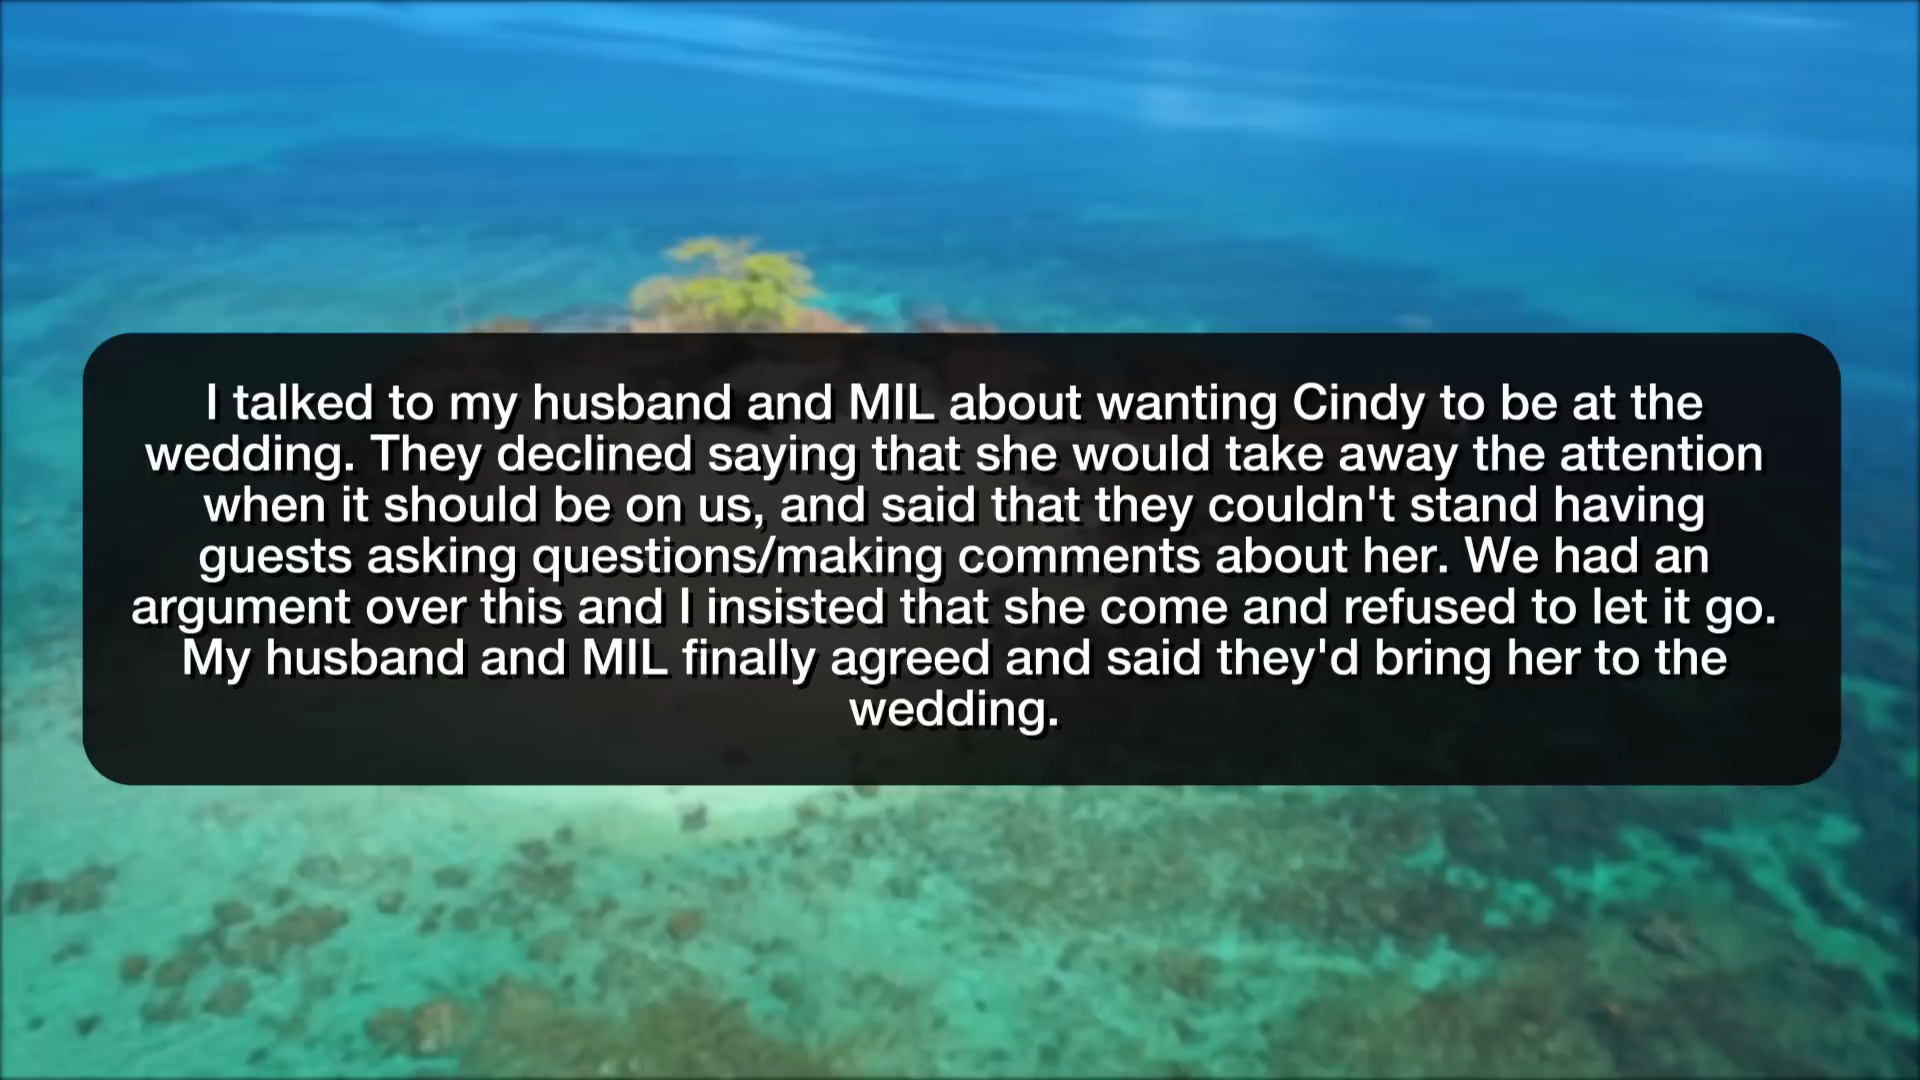 I talked to my husband and MIL about wanting Cindy to be at the
wedding. They declined saying that she would take away the attention
when it should be on us, and said that they couldn't stand having
guests asking questions/making comments about her. We had an
argument over this and I insisted that she come and refused to let it go.
My husband and MIL finally agreed and said they'd bring her to the
wedding.